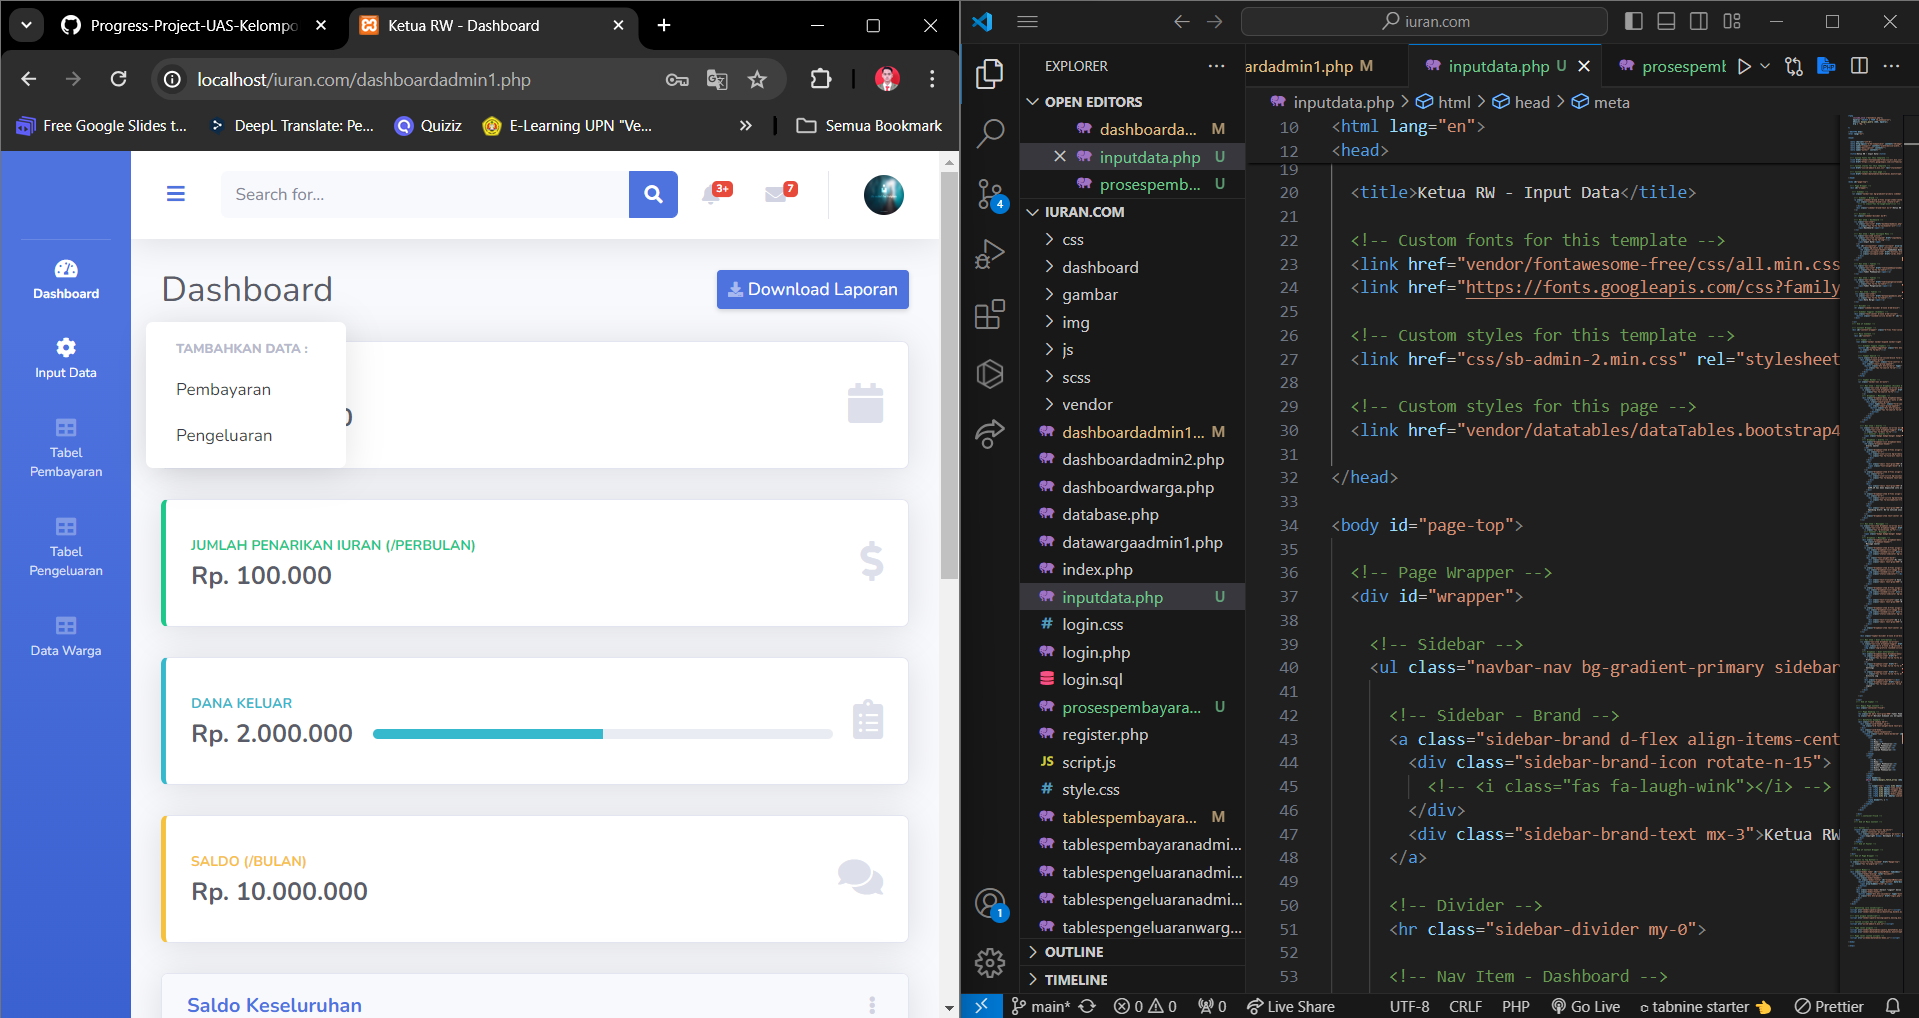 Progress-Project-UAS-Kelompo
Ketua RW - Dashboard
localhost/iuran.com/dashboardadmin1.php
Free Google Slides t...
DeepL Translate: Pe...
Quiziz
E-Learning UPN "Ve...
Semua Bookmark
Search for...
3+
7
Dashboard
Input Data
Tabel
Pembayaran
Tabel
Pengeluaran
Data Warga
Dashboard
Download Laporan
TAMBAHKAN DATA :
Pembayaran
Pengeluaran
0
JUMLAH PENARIKAN IURAN (/PERBULAN)
Rp. 100.000
DANA KELUAR
Rp. 2.000.000
SALDO (/BULAN)
Rp. 10.000.000
Saldo Keseluruhan
iuran.com
EXPLORER
OPEN EDITORS
dashboarda... M
inputdata.php U
prosespemb... U
IURAN.COM
css
dashboard
gambar
img
js
scss
vendor
dashboardadmin1... M
dashboardadmin2.php
dashboardwarga.php
database.php
datawargaadmin1.php
index.php
inputdata.php U
login.css
login.php
login.sql
prosespembayara... U
register.php
JS script.js
style.css
tablespembayara... M
tablespembayaranadmi...
tablespengeluaranadmi...
tablespengeluaranadmi...
tablespengeluaranwarg...
OUTLINE
TIMELINE
4
1
ardadmin1.php M
inputdata.php U
prosespemb
inputdata.php > html > head > meta
10 <html lang="en">
12 <head>
19
20 <title>Ketua RW - Input Data</title>
21
22 <!-- Custom fonts for this template -->
23 <link href="vendor/fontawesome-free/css/all.min.css
24 <link href="https://fonts.googleapis.com/css?family
25
26 <!-- Custom styles for this template -->
27 <link href="css/sb-admin-2.min.css" rel="stylesheet
28
29 <!-- Custom styles for this page -->
30 <link href="vendor/datatables/dataTables.bootstrap4
31
32 </head>
33
34 <body id="page-top">
35
36 <!-- Page Wrapper -->
37 <div id="wrapper">
38
39 <!-- Sidebar -->
40 <ul class="navbar-nav bg-gradient-primary sidebar
41
42 <!-- Sidebar - Brand -->
43 <a class="sidebar-brand d-flex align-items-cent
44 <div class="sidebar-brand-icon rotate-n-15">
45 <!-- <i class="fas fa-laugh-wink"></i> -->
46 </div>
47 <div class="sidebar-brand-text mx-3">Ketua RW
48 </a>
49
50 <!-- Divider -->
51 <hr class="sidebar-divider my-0">
52
53 <!-- Nav Item - Dashboard -->
main* 0 0 0 Live Share UTF-8 CRLF PHP Go Live tabnine starter Prettier